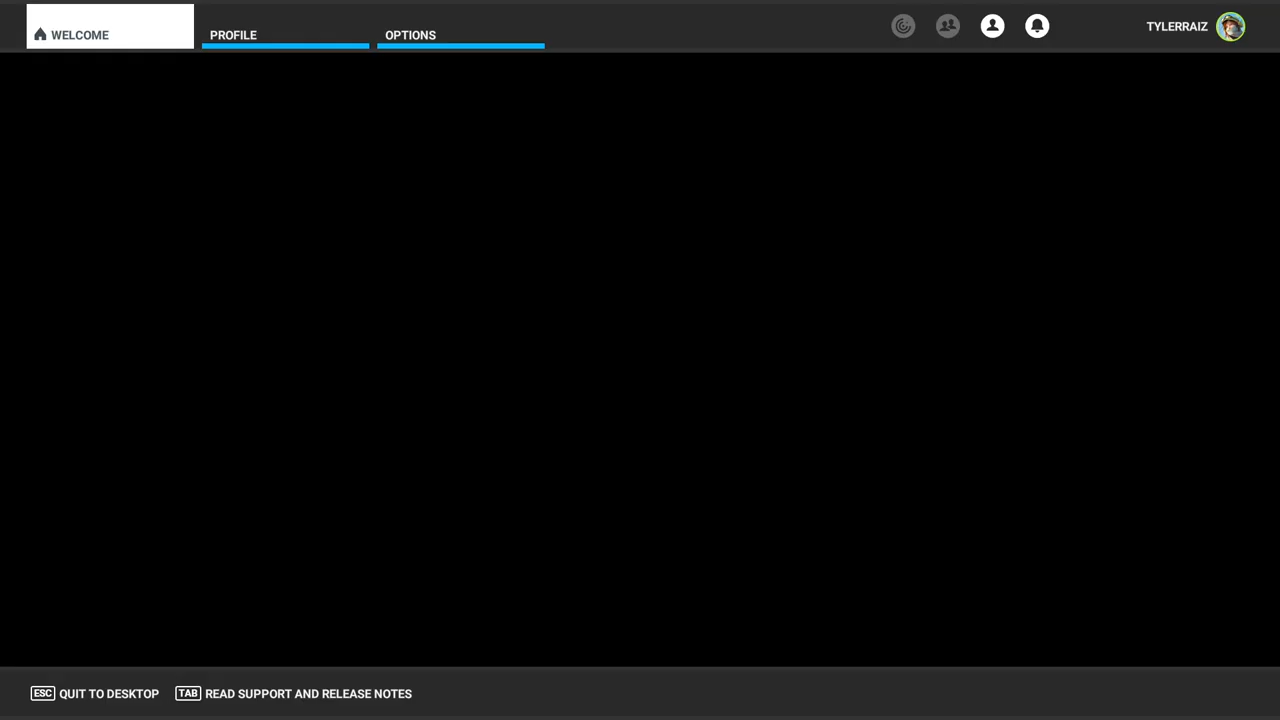 WELCOME
PROFILE
OPTIONS
TYLERRAIZ
ESC QUIT TO DESKTOP TAB READ SUPPORT AND RELEASE NOTES